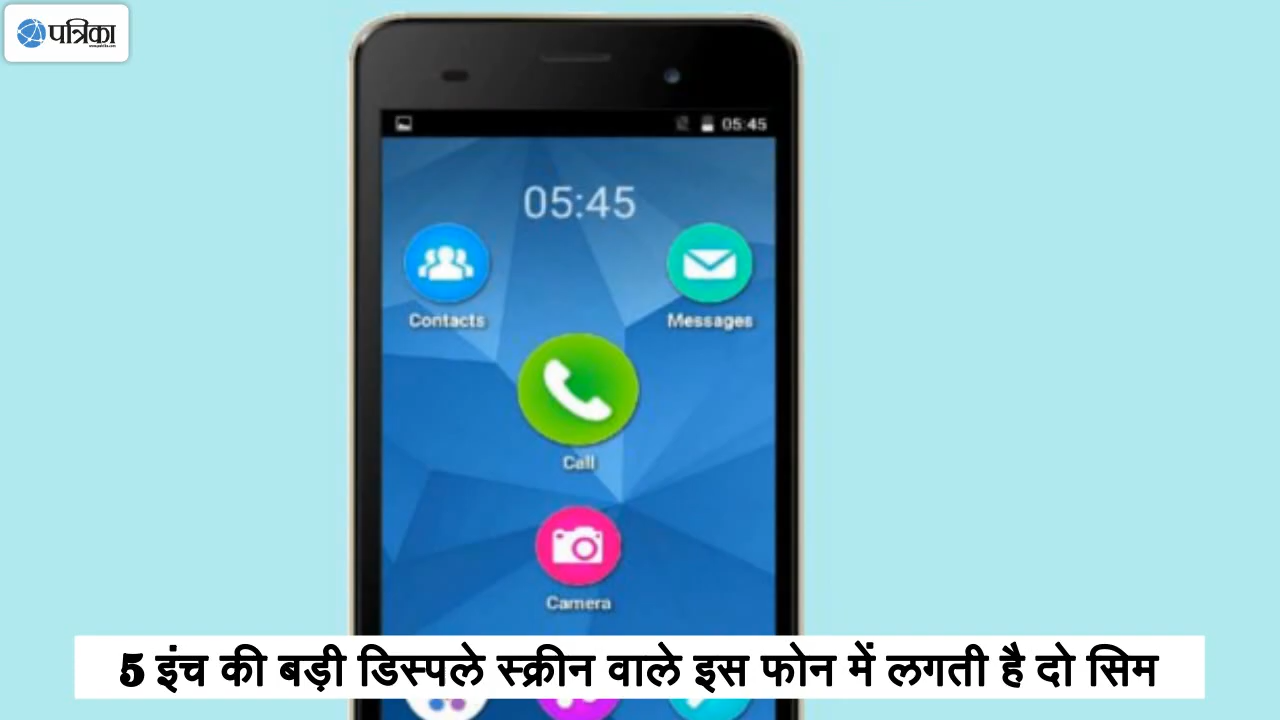 पत्रिका
05:45
05:45
Contacts
Messages
Call
Camera
5 इंच की बड़ी डिस्पले स्क्रीन वाले इस फोन में लगती है दो सिम